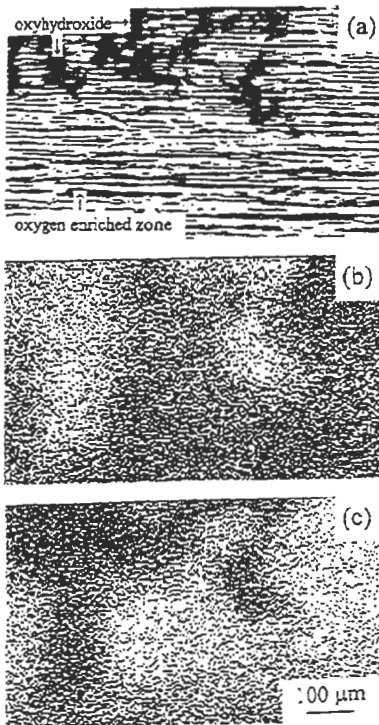 oxyhydroxide
(a)
oxygen enriched zone
(b)
(c)
100 μm